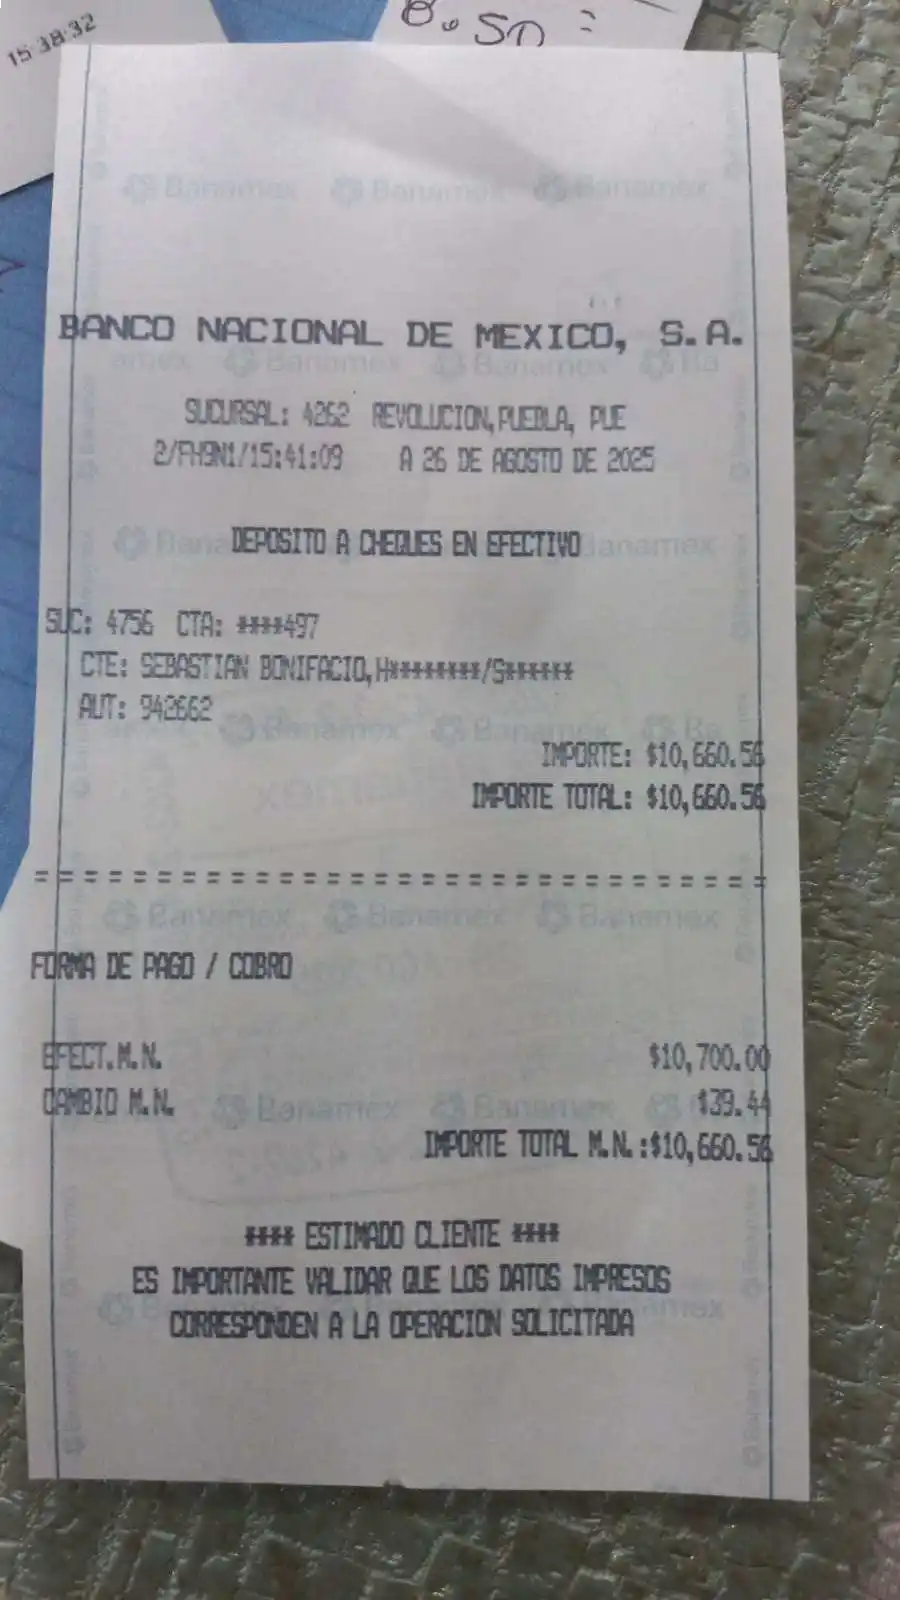 15:38:32
BANCO NACIONAL DE MEXICO, S.A.
SUCURSAL: 4262 REVOLUCION,PUEBLA, PUE
2/FH9N1/15:41:09 A 26 DE AGOSTO DE 2025
DEPOSITO A CHEQUES EN EFECTIVO
SUC: 4756 CTA: ****497
CTE: SEBASTIAN BONIFACIO,H********/S******
AUT: 942662
IMPORTE: $10,660.56
IMPORTE TOTAL: $10,660.56
==============================
FORMA DE PAGO / COBRO
EFECT.M.N. $10,700.00
CAMBIO M.N. $39.44
IMPORTE TOTAL M.N.:$10,660.56
**** ESTIMADO CLIENTE ****
ES IMPORTANTE VALIDAR QUE LOS DATOS IMPRESOS
CORRESPONDEN A LA OPERACION SOLICITADA
Banamex Banamex Banamex